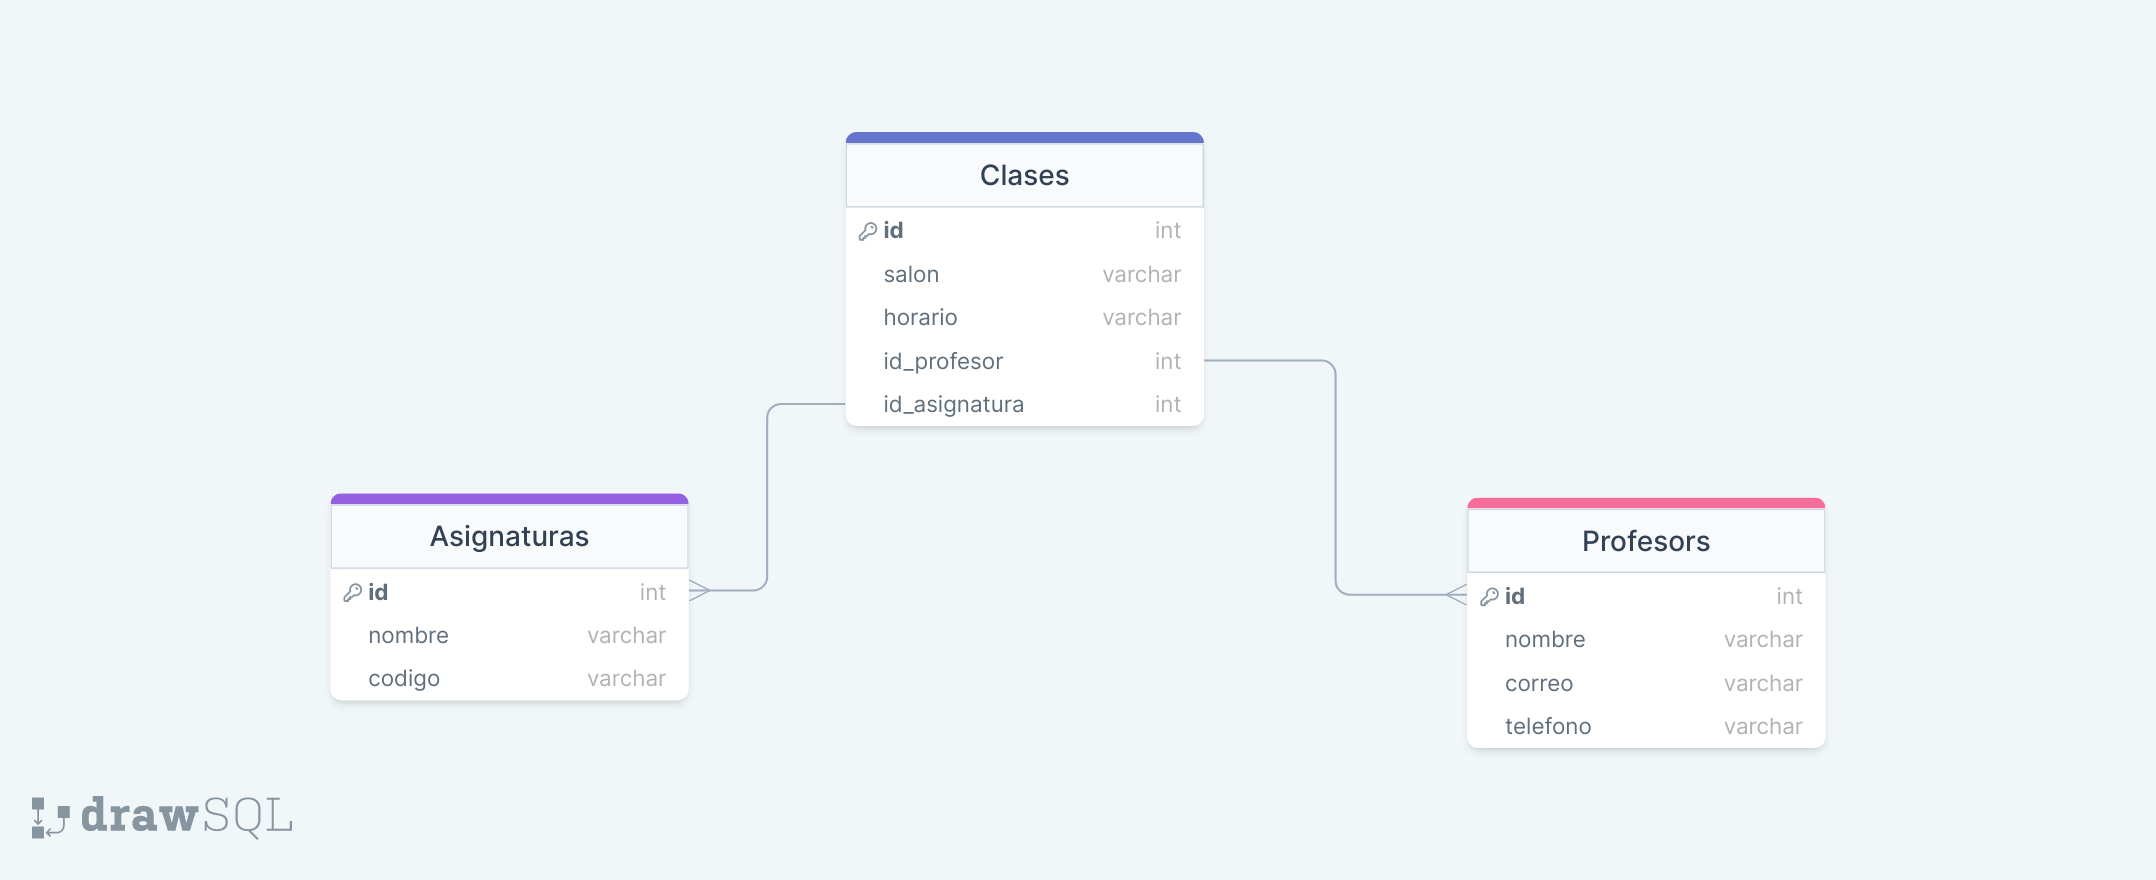 Clases
id int
salon varchar
horario varchar
id_profesor int
id_asignatura int
Asignaturas
id int
nombre varchar
codigo varchar
Profesors
id int
nombre varchar
correo varchar
telefono varchar
drawSQL